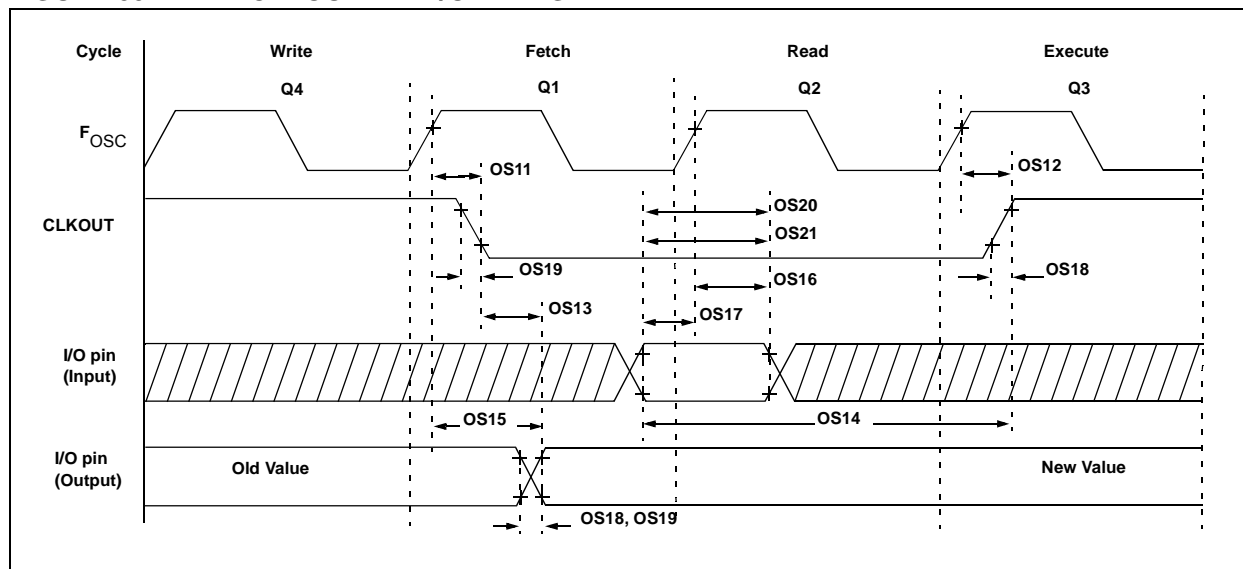 Cycle Write Fetch Read Execute
Q4 Q1 Q2 Q3
FOSC
OS11 OS12
CLKOUT
OS20
OS21
OS19 OS16 OS18
OS13 OS17
I/O pin
(Input)
OS15 OS14
I/O pin
(Output)
Old Value New Value
OS18, OS19